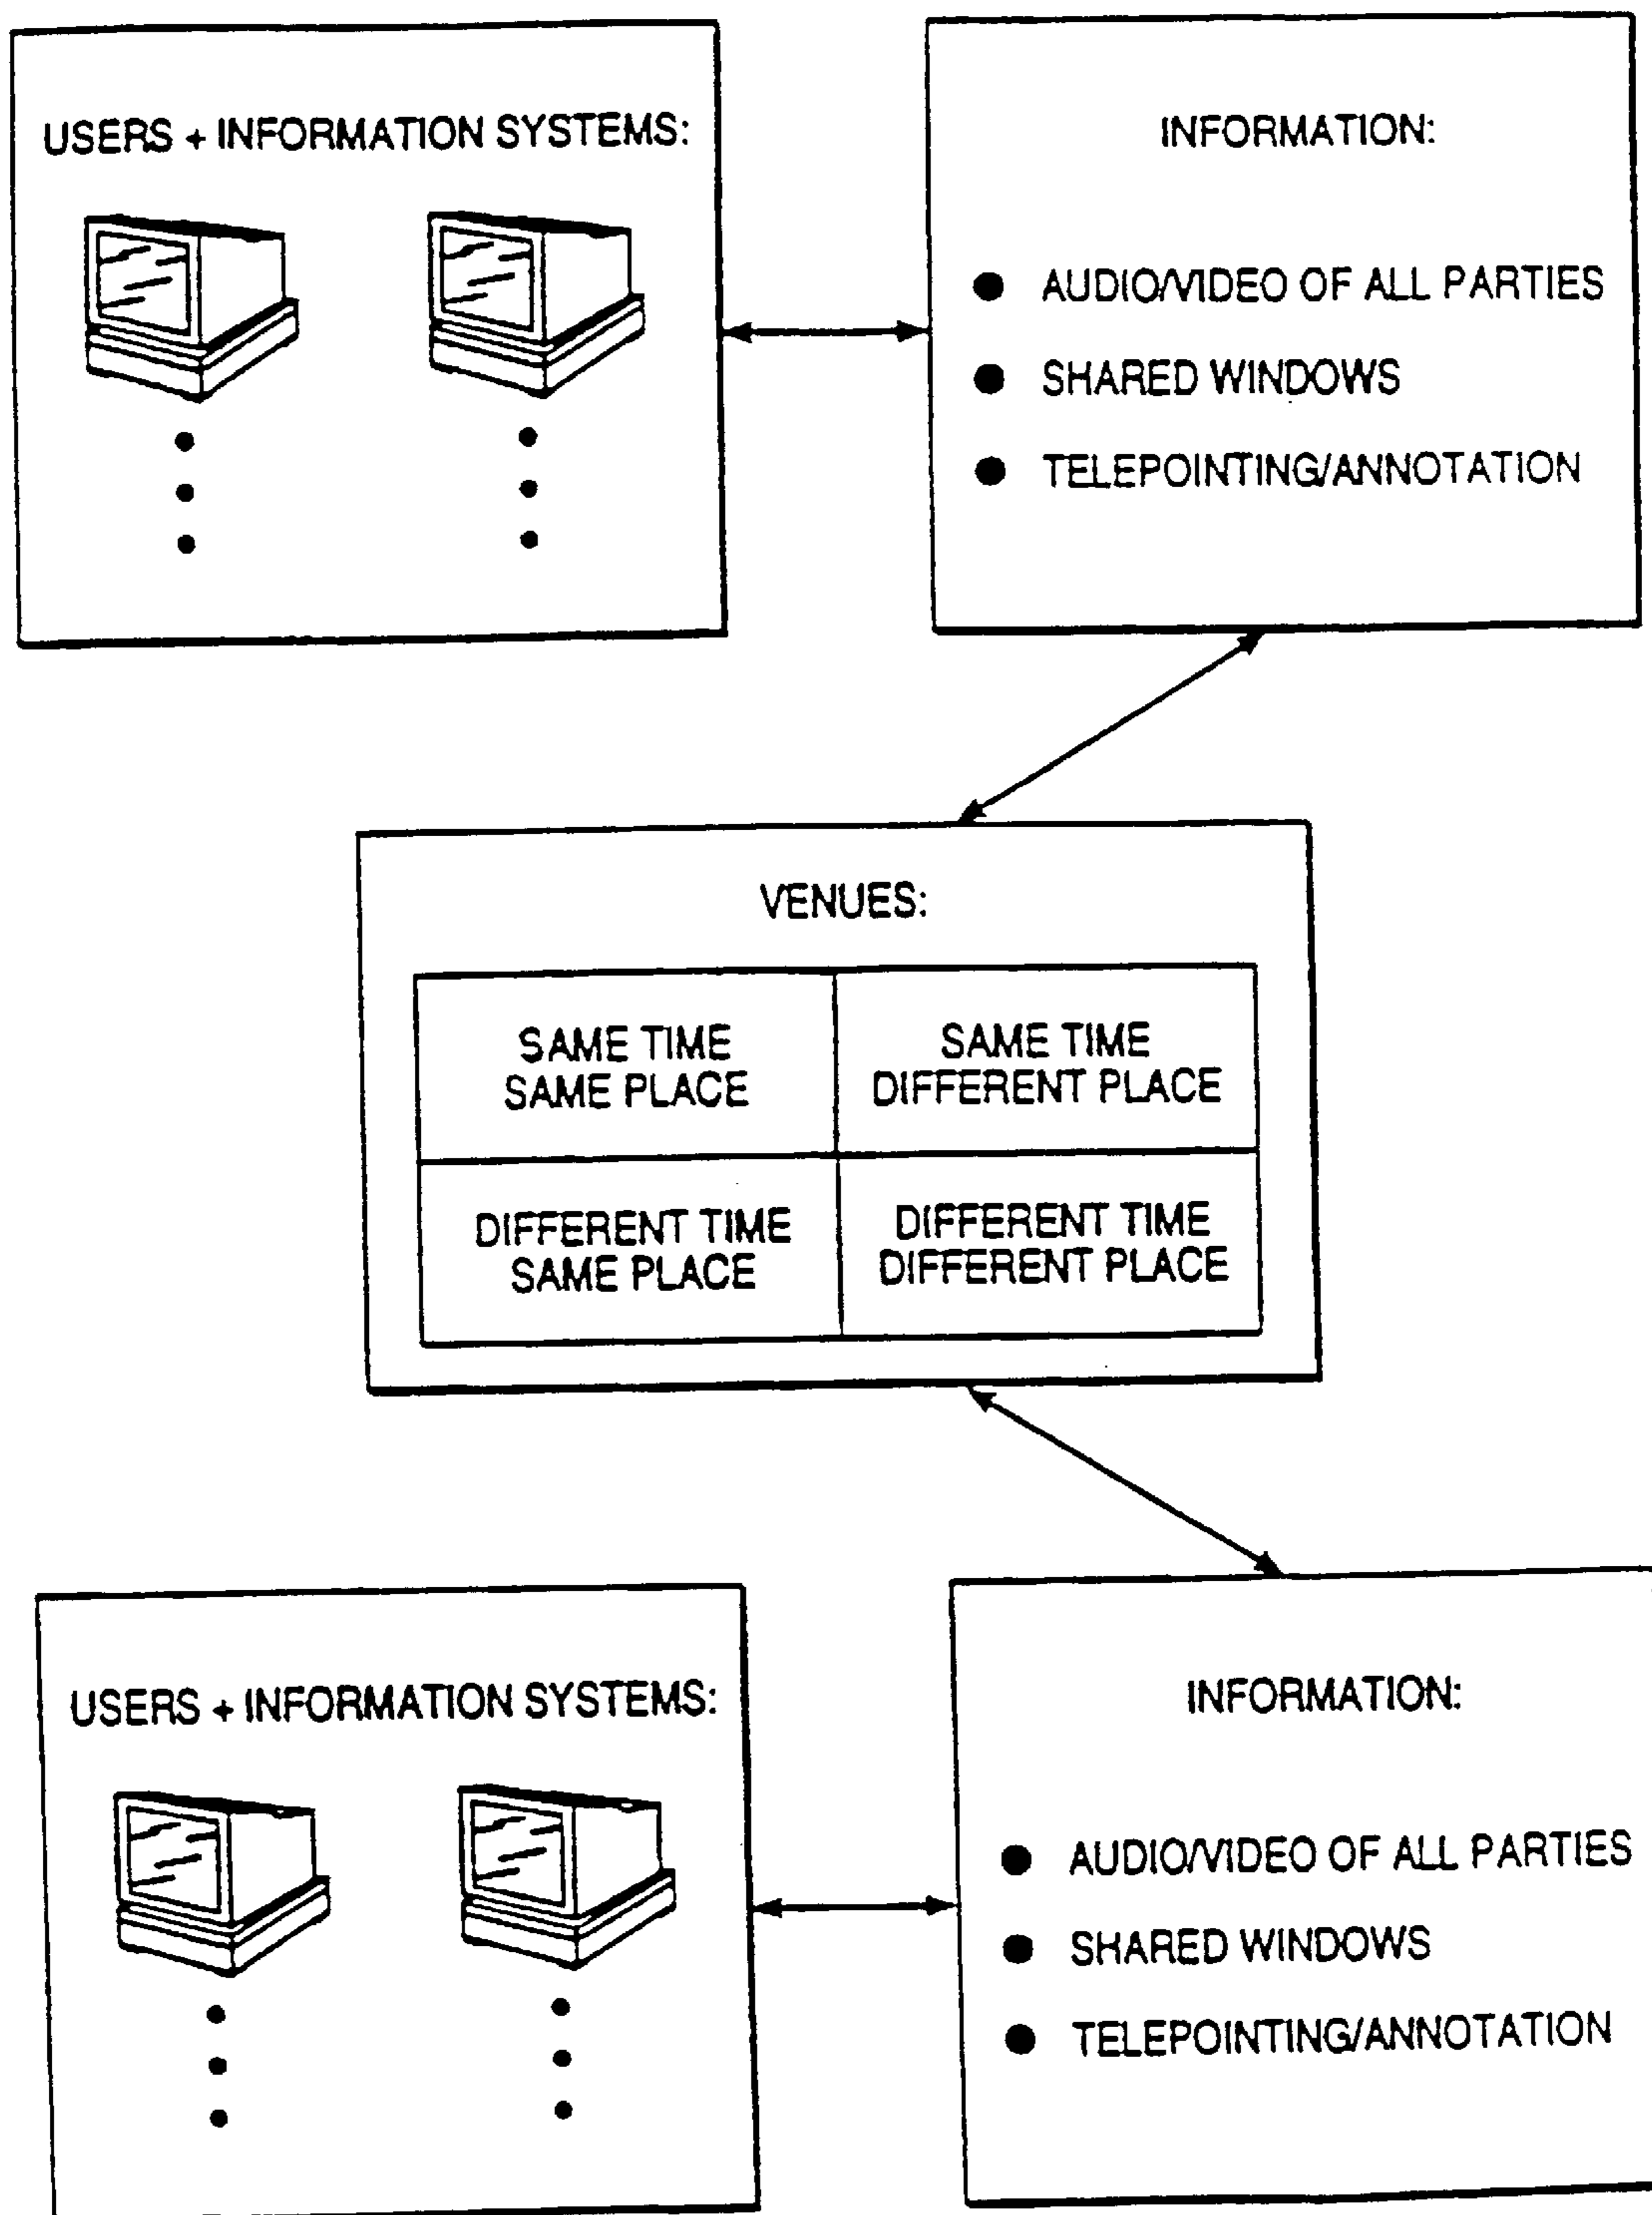 USERS + INFORMATION SYSTEMS:
INFORMATION:
● AUDIO/VIDEO OF ALL PARTIES
● SHARED WINDOWS
● TELEPOINTING/ANNOTATION
VENUES:
SAME TIME
SAME PLACE
SAME TIME
DIFFERENT PLACE
DIFFERENT TIME
SAME PLACE
DIFFERENT TIME
DIFFERENT PLACE
USERS + INFORMATION SYSTEMS:
INFORMATION:
● AUDIO/VIDEO OF ALL PARTIES
● SHARED WINDOWS
● TELEPOINTING/ANNOTATION